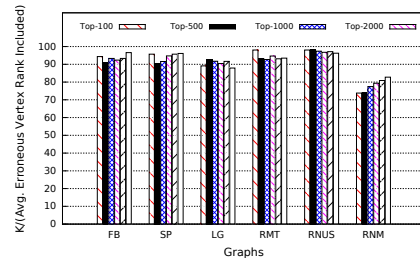 Top-100 Top-500 Top-1000 Top-2000
K/(Avg. Erroneous Vertex Rank Included)
100
90
80
70
60
50
40
30
20
10
0
FB SP LG RMT RNUS RNM
Graphs